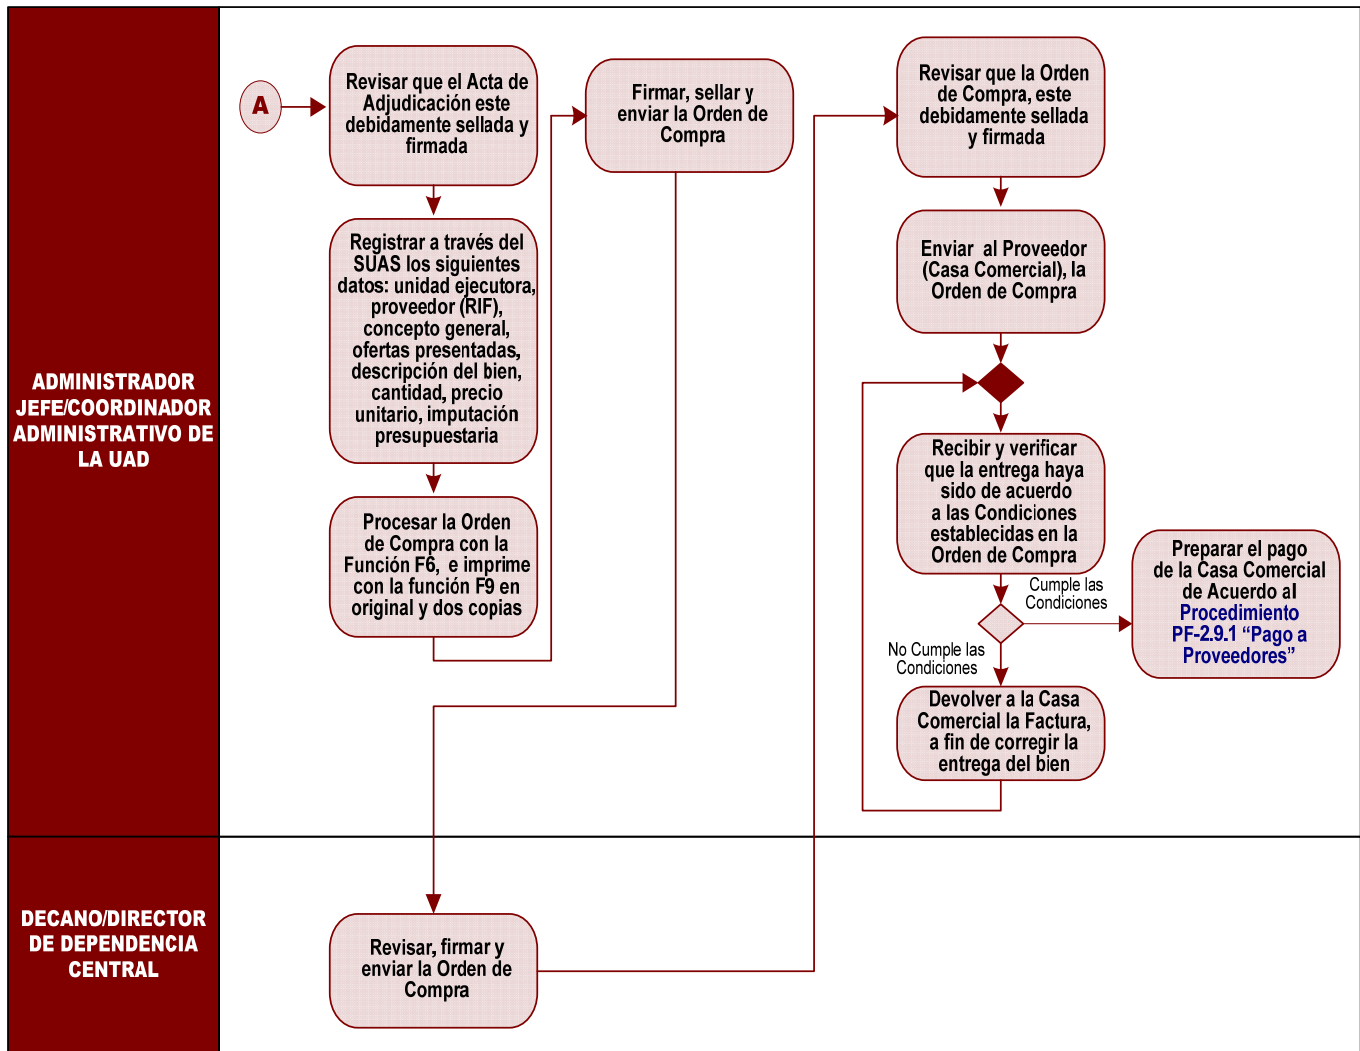 ADMINISTRADOR
JEFE/COORDINADOR
ADMINISTRATIVO DE
LA UAD
A
Revisar que el Acta de
Adjudicación este
debidamente sellada y
firmada
Registrar a través del
SUAS los siguientes
datos: unidad ejecutora,
proveedor (RIF),
concepto general,
ofertas presentadas,
descripción del bien,
cantidad, precio
unitario, imputación
presupuestaria
Procesar la Orden
de Compra con la
Función F6,  e imprime
con la función F9 en
original y dos copias
Firmar, sellar y
enviar la Orden de
Compra
Revisar que la Orden
de Compra, este
debidamente sellada
y firmada
Enviar  al Proveedor
(Casa Comercial), la
Orden de Compra
Recibir y verificar
que la entrega haya
sido de acuerdo
a las Condiciones
establecidas en la
Orden de Compra
Cumple las
Condiciones
Preparar el pago
de la Casa Comercial
de Acuerdo al
Procedimiento
PF-2.9.1 “Pago a
Proveedores”
No Cumple las
Condiciones
Devolver a la Casa
Comercial la Factura,
a fin de corregir la
entrega del bien
DECANO/DIRECTOR
DE DEPENDENCIA
CENTRAL
Revisar, firmar y
enviar la Orden de
Compra